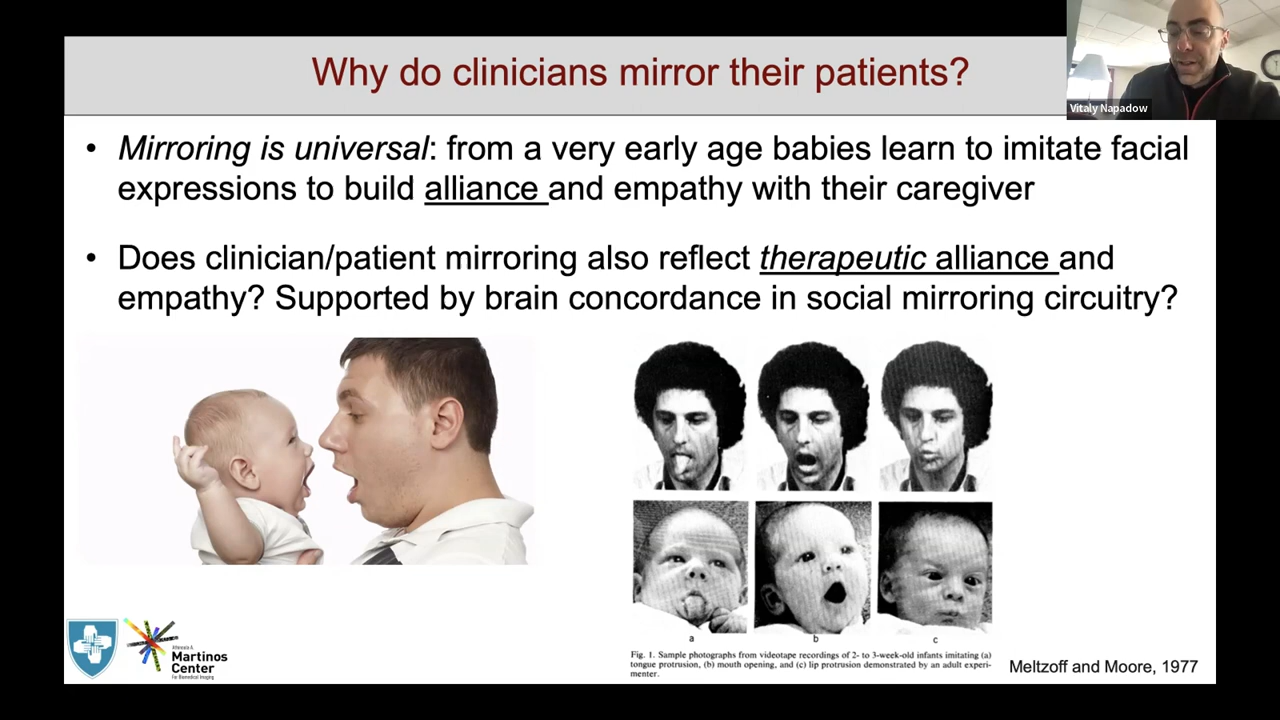 Why do clinicians mirror their patients?
Vitaly Napadow
• Mirroring is universal: from a very early age babies learn to imitate facial
expressions to build alliance and empathy with their caregiver
• Does clinician/patient mirroring also reflect therapeutic alliance and
empathy? Supported by brain concordance in social mirroring circuitry?
a b c
Fig. 1. Sample photographs from videotape recordings of 2- to 3-week-old infants imitating (a)
tongue protrusion, (b) mouth opening, and (c) lip protrusion demonstrated by an adult experi-
menter.
Meltzoff and Moore, 1977
Athinoula A.
Martinos
Center
For Biomedical Imaging